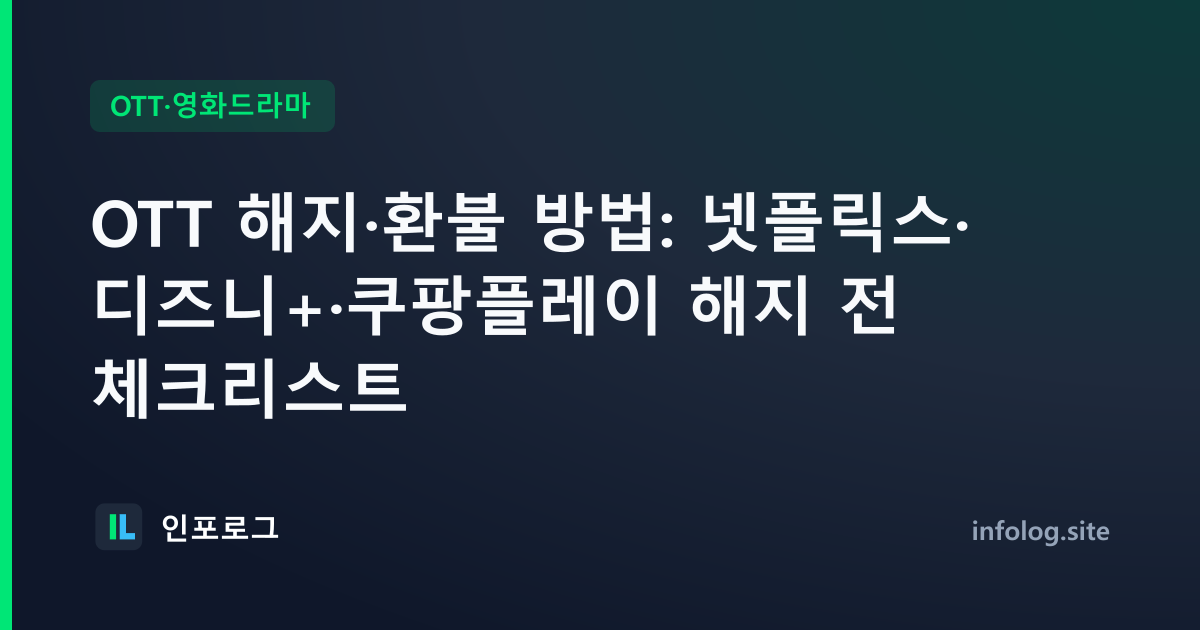 OTT·영화드라마
OTT 해지·환불 방법: 넷플릭스·
디즈니+·쿠팡플레이 해지 전
체크리스트
IL 인포로그
infolog.site